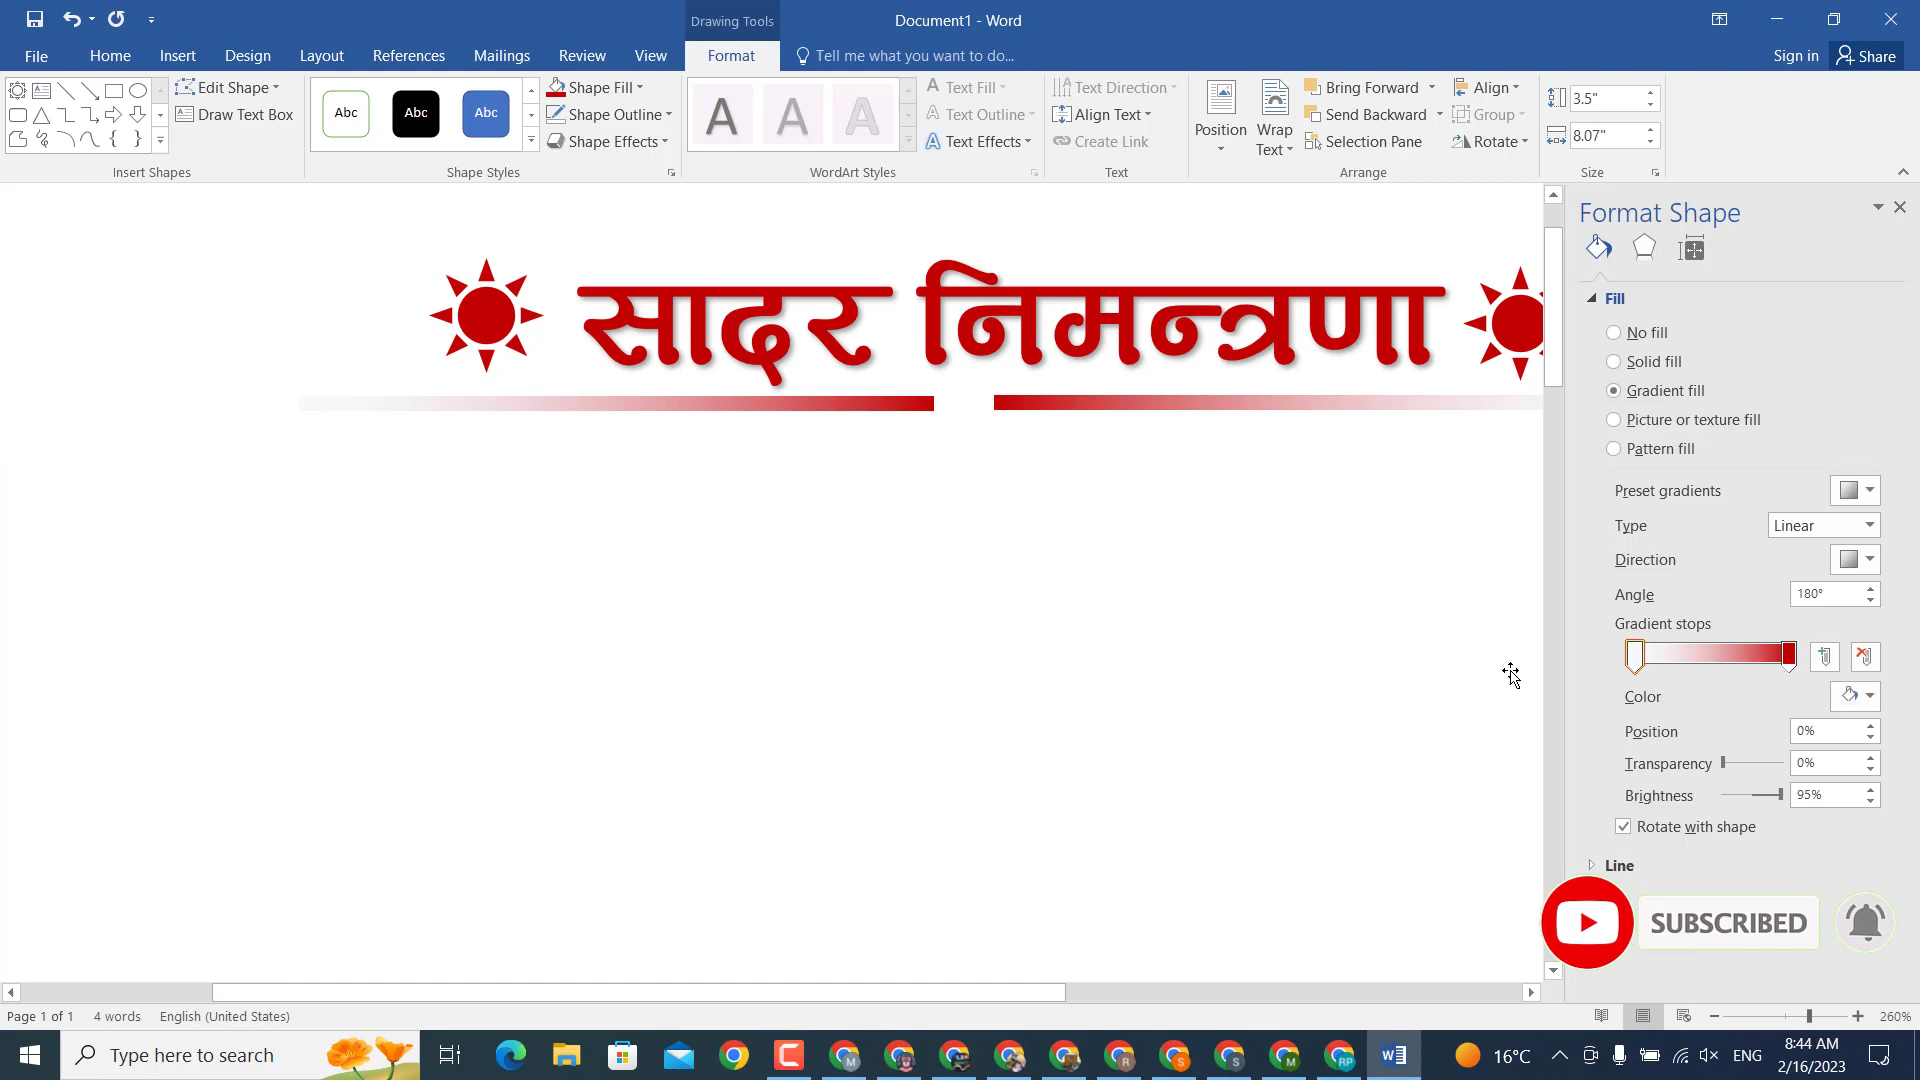 Drawing Tools
Document1 - Word
File Home Insert Design Layout References Mailings Review View Format Tell me what you want to do... Sign in Share
Edit Shape
Draw Text Box
Insert Shapes
Abc Abc Abc
Shape Fill
Shape Outline
Shape Effects
Shape Styles
A A A
Text Fill
Text Outline
Text Effects
WordArt Styles
Text Direction
Align Text
Create Link
Text
Position
Wrap Text
Bring Forward
Send Backward
Selection Pane
Align
Group
Rotate
Arrange
3.5"
8.07"
Size
सादर निमन्त्रणा
Format Shape
Fill
No fill
Solid fill
Gradient fill
Picture or texture fill
Pattern fill
Preset gradients
Type Linear
Direction
Angle 180°
Gradient stops
Color
Position 0%
Transparency 0%
Brightness 95%
Rotate with shape
Line
SUBSCRIBED
Page 1 of 1 4 words English (United States) 260%
Type here to search
16°C ENG
8:44 AM
2/16/2023